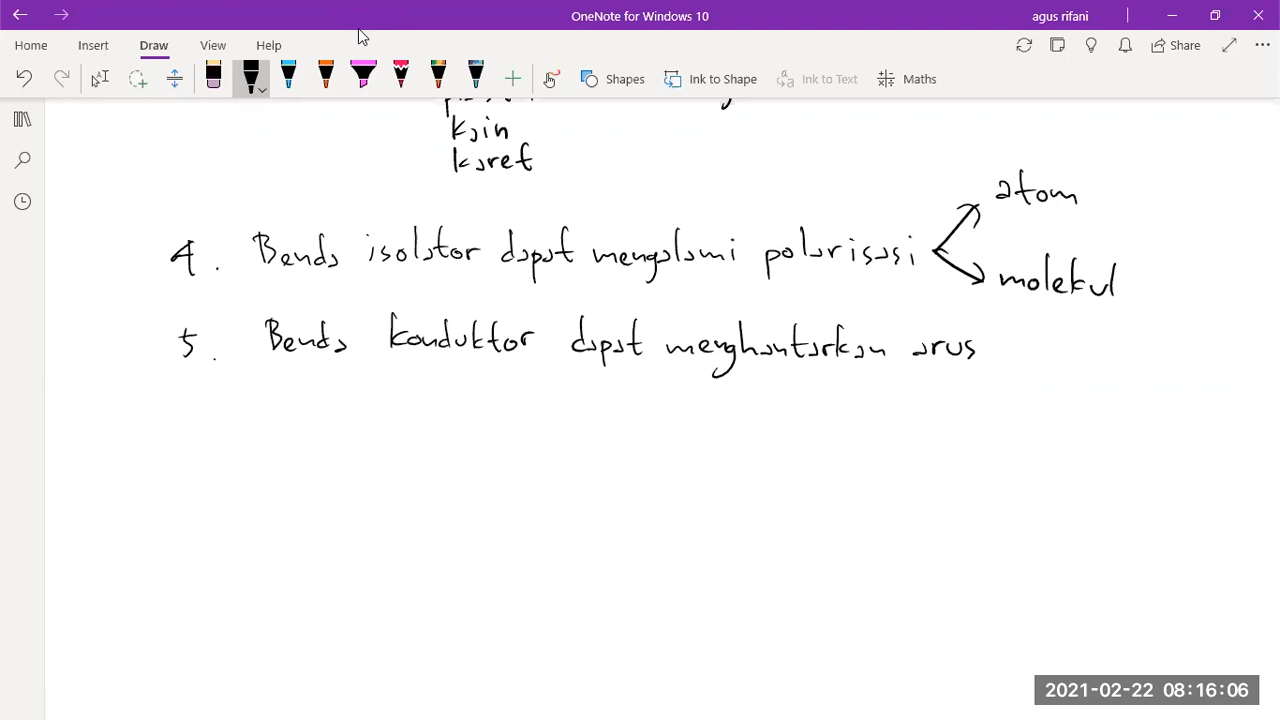 OneNote for Windows 10
agus rifani
Home Insert Draw View Help
Share
Shapes Ink to Shape Ink to Text Maths
kain
karet
4. Benda isolator dapat mengalami polarisasi
atom
molekul
5. Benda konduktor dapat menghantarkan arus
2021-02-22 08:16:06